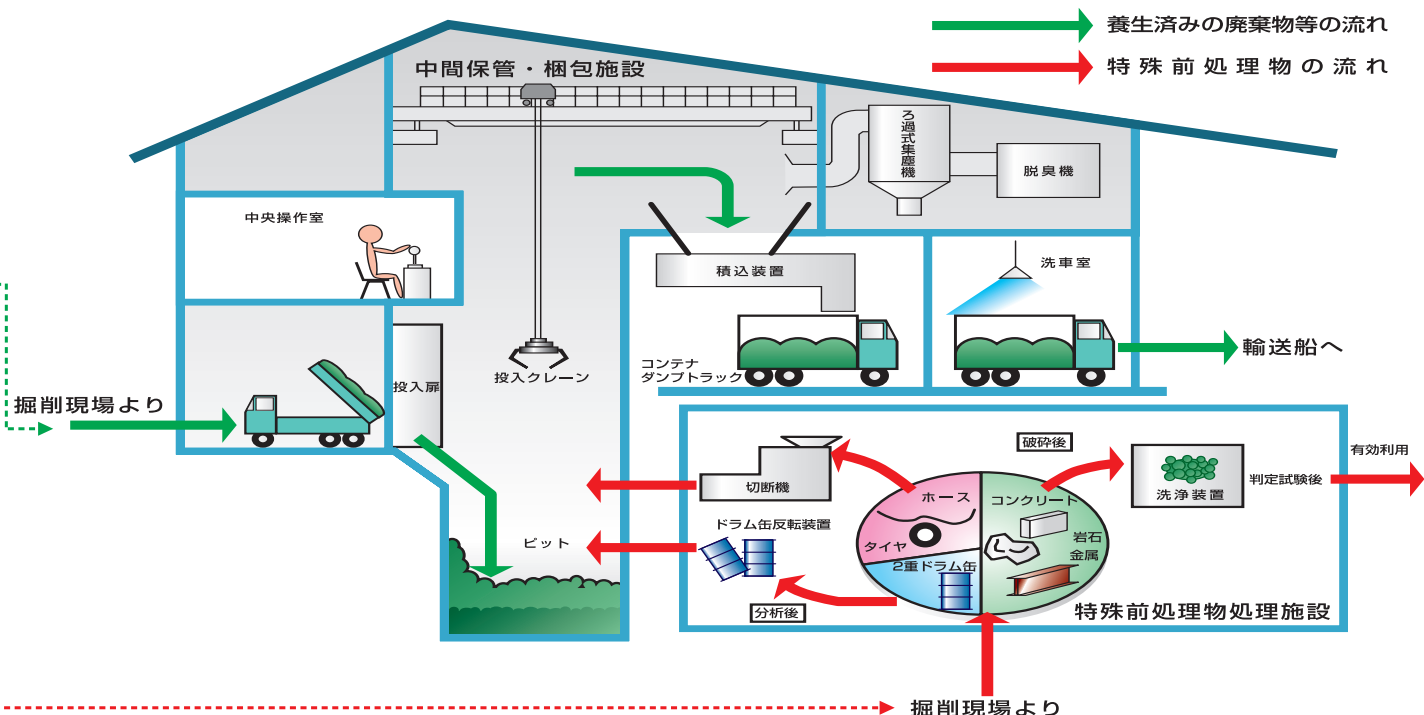 養生済みの廃棄物等の流れ
特殊前処理物の流れ
中間保管・梱包施設
ろ過式集塵機
脱臭機
中央操作室
積込装置
洗車室
投入クレーン
コンテナ
ダンプトラック
輸送船へ
投入扉
掘削現場より
破砕後
有効利用
切断機
ホース
コンクリート
洗浄装置
判定試験後
ドラム缶反転装置
ピット
タイヤ
岩石
金属
2重ドラム缶
分析後
特殊前処理物処理施設
掘削現場より